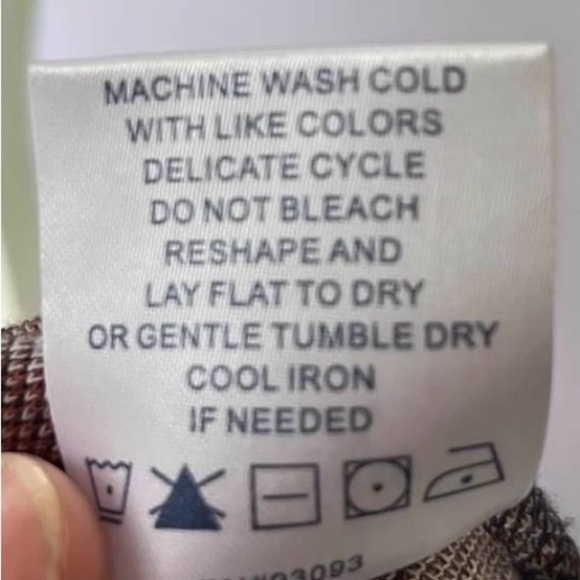 MACHINE WASH COLD
WITH LIKE COLORS
DELICATE CYCLE
DO NOT BLEACH
RESHAPE AND
LAY FLAT TO DRY
OR GENTLE TUMBLE DRY
COOL IRON
IF NEEDED
03093